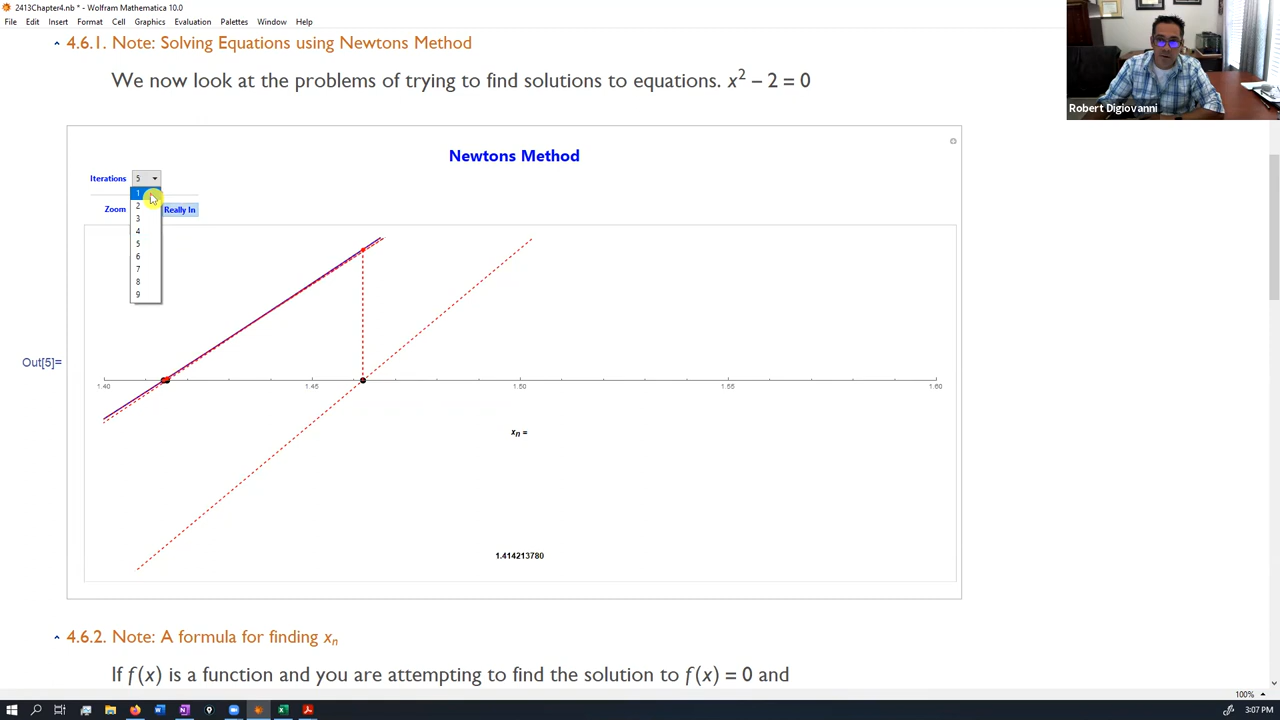 2413Chapter4.nb * - Wolfram Mathematica 10.0
File Edit Insert Format Cell Graphics Evaluation Palettes Window Help
4.6.1. Note: Solving Equations using Newtons Method
We now look at the problems of trying to find solutions to equations. x² – 2 = 0
Robert Digiovanni
Newtons Method
Iterations 5
1
2
3
4
5
6
7
8
9
Zoom Really In
Out[5]=
1.40 1.45 1.50 1.55 1.60
xₙ =
1.414213780
4.6.2. Note: A formula for finding xₙ
If f(x) is a function and you are attempting to find the solution to f(x) = 0 and
100%
3:07 PM